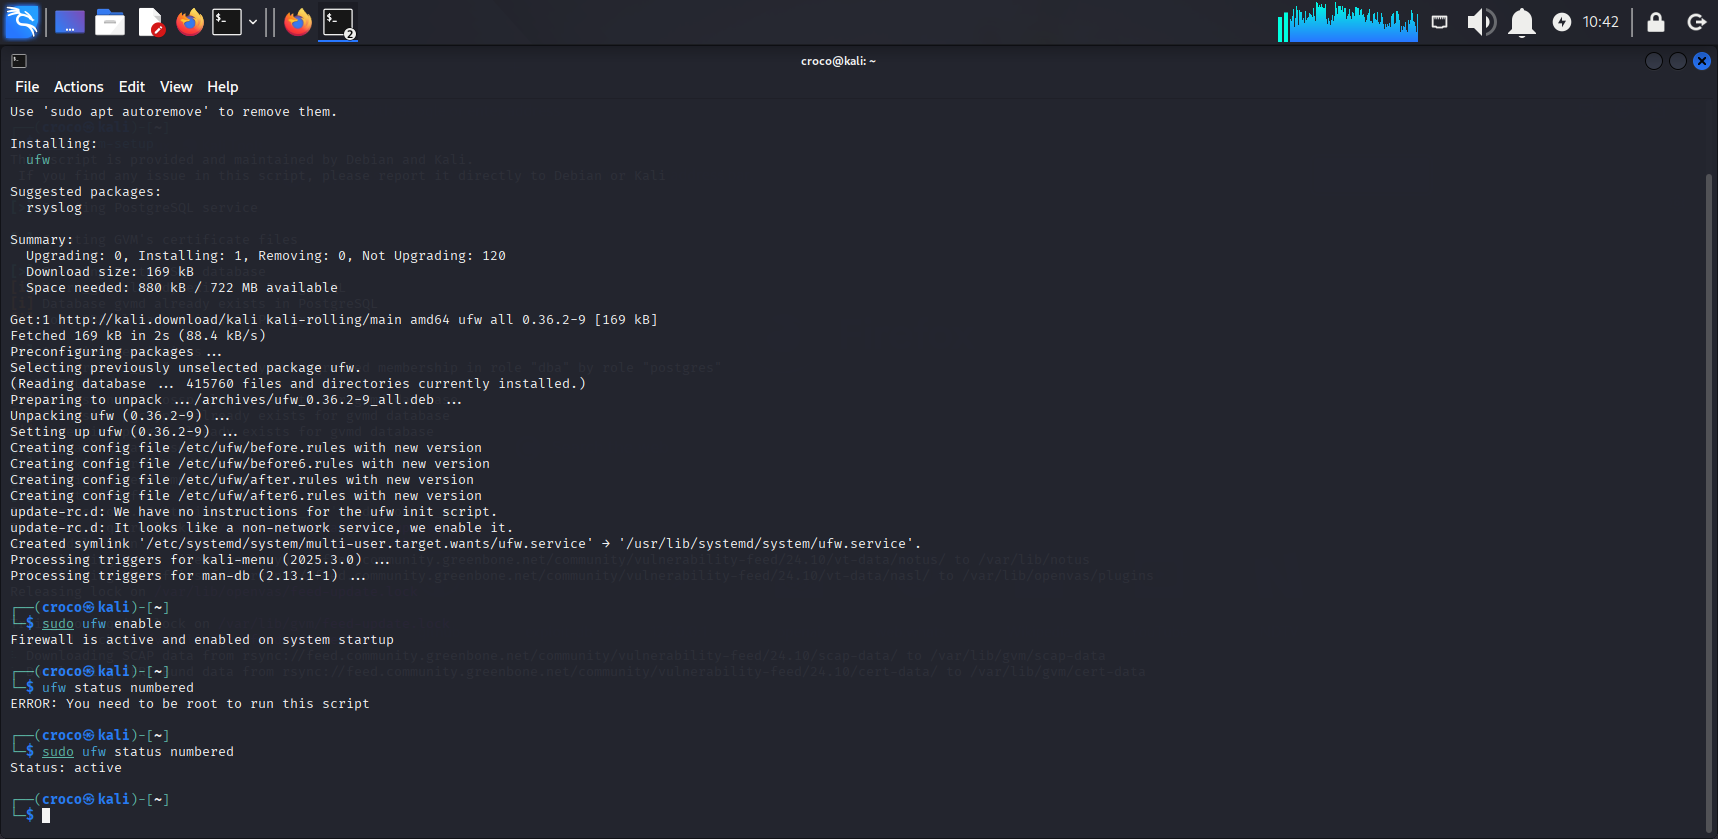 10:42
croco@kali: ~
File Actions Edit View Help
Use 'sudo apt autoremove' to remove them.
Installing:
ufw
Suggested packages:
rsyslog
Summary:
Upgrading: 0, Installing: 1, Removing: 0, Not Upgrading: 120
Download size: 169 kB
Space needed: 880 kB / 722 MB available
Get:1 http://kali.download/kali kali-rolling/main amd64 ufw all 0.36.2-9 [169 kB]
Fetched 169 kB in 2s (88.4 kB/s)
Preconfiguring packages ...
Selecting previously unselected package ufw.
(Reading database ... 415760 files and directories currently installed.)
Preparing to unpack .../archives/ufw_0.36.2-9_all.deb ...
Unpacking ufw (0.36.2-9) ...
Setting up ufw (0.36.2-9) ...
Creating config file /etc/ufw/before.rules with new version
Creating config file /etc/ufw/before6.rules with new version
Creating config file /etc/ufw/after.rules with new version
Creating config file /etc/ufw/after6.rules with new version
update-rc.d: We have no instructions for the ufw init script.
update-rc.d: It looks like a non-network service, we enable it.
Created symlink '/etc/systemd/system/multi-user.target.wants/ufw.service' → '/usr/lib/systemd/system/ufw.service'.
Processing triggers for kali-menu (2025.3.0) ...
Processing triggers for man-db (2.13.1-1) ...
┌──(croco㉿kali)-[~]
└─$ sudo ufw enable
Firewall is active and enabled on system startup
┌──(croco㉿kali)-[~]
└─$ ufw status numbered
ERROR: You need to be root to run this script
┌──(croco㉿kali)-[~]
└─$ sudo ufw status numbered
Status: active
┌──(croco㉿kali)-[~]
└─$